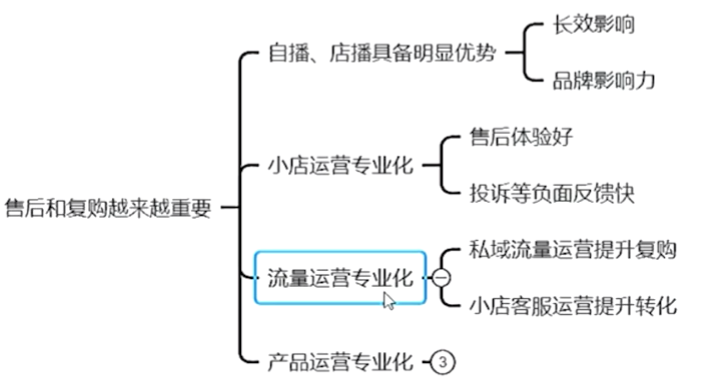 售后和复购越来越重要
自播、店播具备明显优势
长效影响
品牌影响力
小店运营专业化
售后体验好
投诉等负面反馈快
流量运营专业化
私域流量运营提升复购
小店客服运营提升转化
产品运营专业化
3